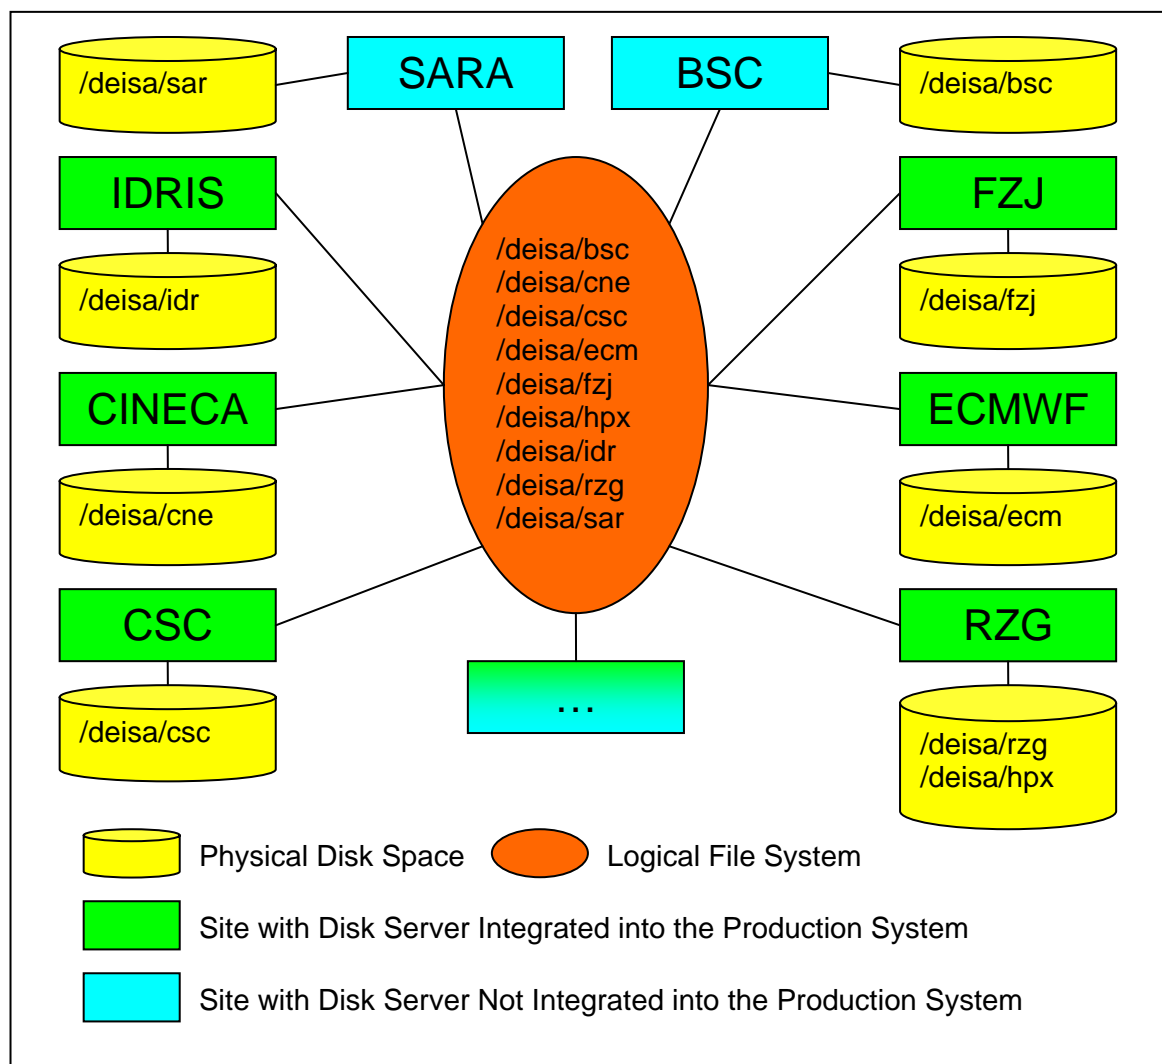 /deisa/sar
SARA
BSC
/deisa/bsc
IDRIS
FZJ
/deisa/idr
/deisa/fzj
/deisa/bsc
/deisa/cne
/deisa/csc
/deisa/ecm
/deisa/fzj
/deisa/hpx
/deisa/idr
/deisa/rzg
/deisa/sar
CINECA
ECMWF
/deisa/cne
/deisa/ecm
CSC
RZG
/deisa/csc
...
/deisa/rzg
/deisa/hpx
Physical Disk Space
Logical File System
Site with Disk Server Integrated into the Production System
Site with Disk Server Not Integrated into the Production System